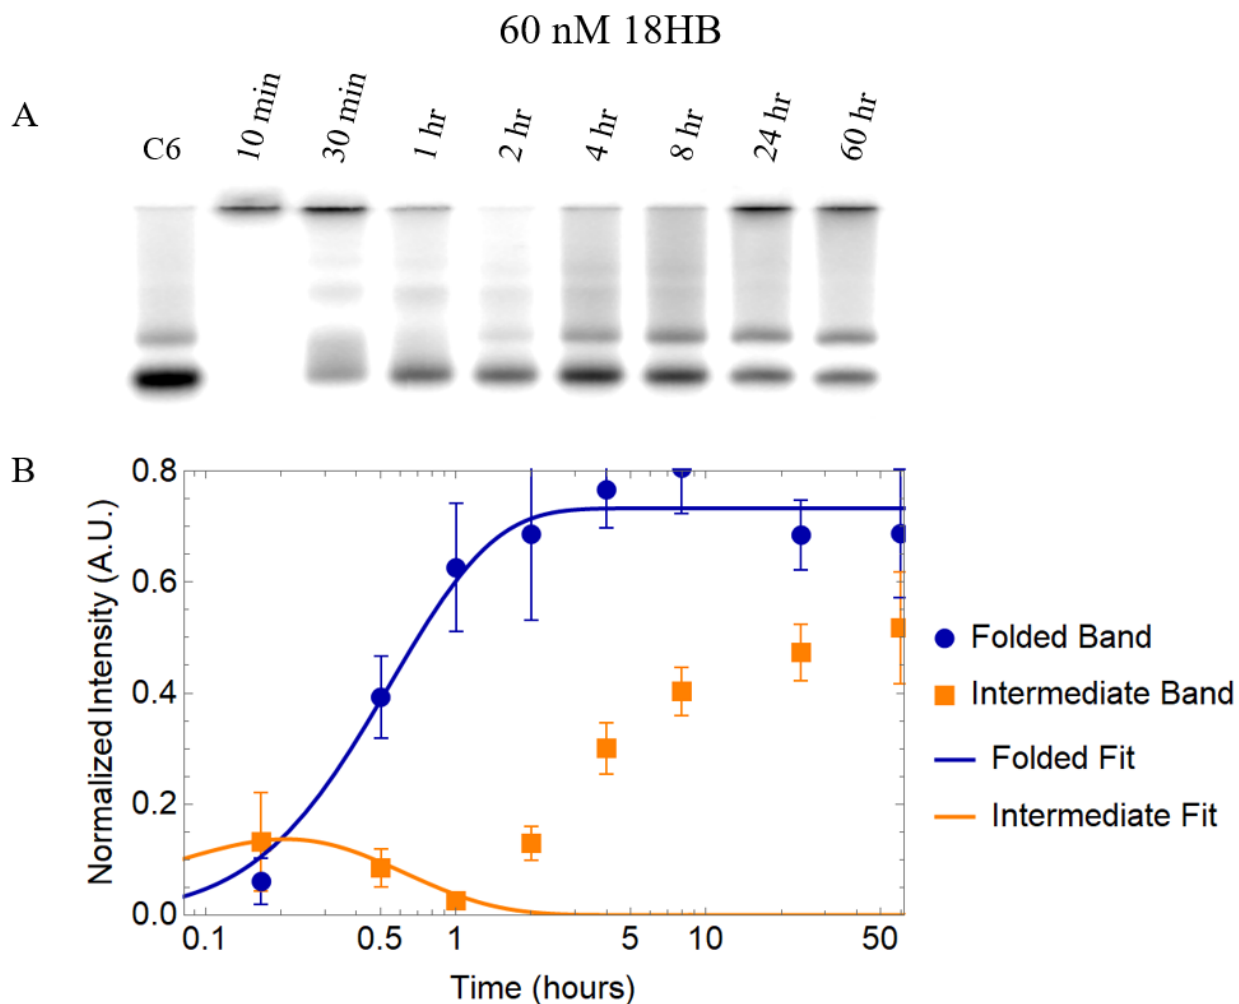 60 nM 18HB
A
C6 10 min 30 min 1 hr 2 hr 4 hr 8 hr 24 hr 60 hr
B
Normalized Intensity (A.U.)
0.8
0.6
0.4
0.2
0.0
0.1 0.5 1 5 10 50
Time (hours)
Folded Band
Intermediate Band
Folded Fit
Intermediate Fit